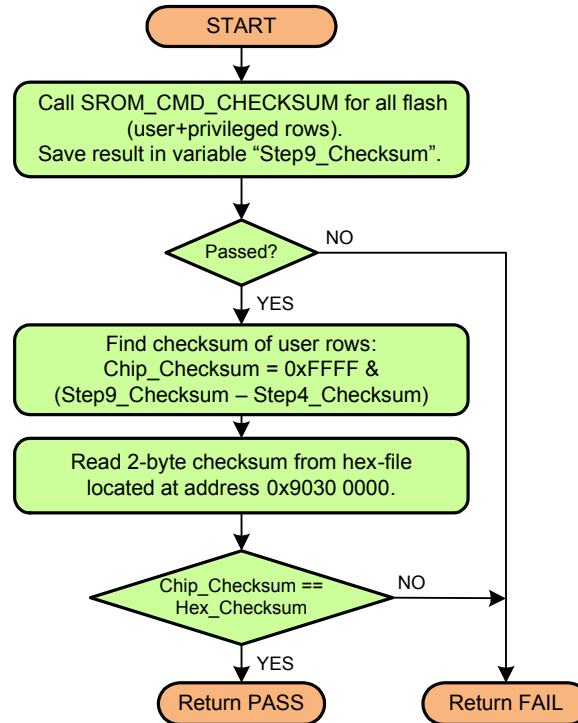 START
Call SROM_CMD_CHECKSUM for all flash
(user+privileged rows).
Save result in variable “Step9_Checksum”.
Passed?
NO
YES
Find checksum of user rows:
Chip_Checksum = 0xFFFF &
(Step9_Checksum – Step4_Checksum)
Read 2-byte checksum from hex-file
located at address 0x9030 0000.
Chip_Checksum ==
Hex_Checksum
NO
YES
Return PASS
Return FAIL